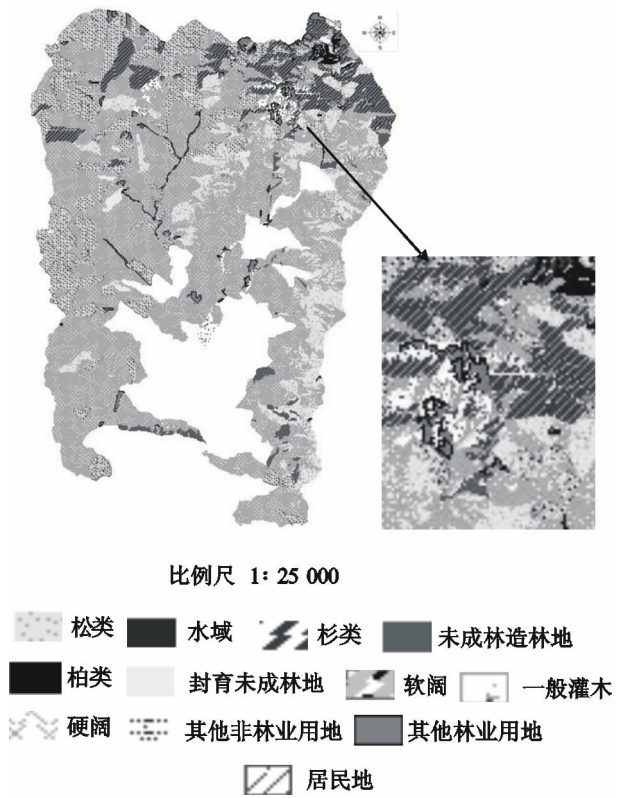 比例尺 1: 25 000
松类 水域 杉类 未成林造林地
柏类 封育未成林地 软阔 一般灌木
硬阔 其他非林业用地 其他林业用地
居民地